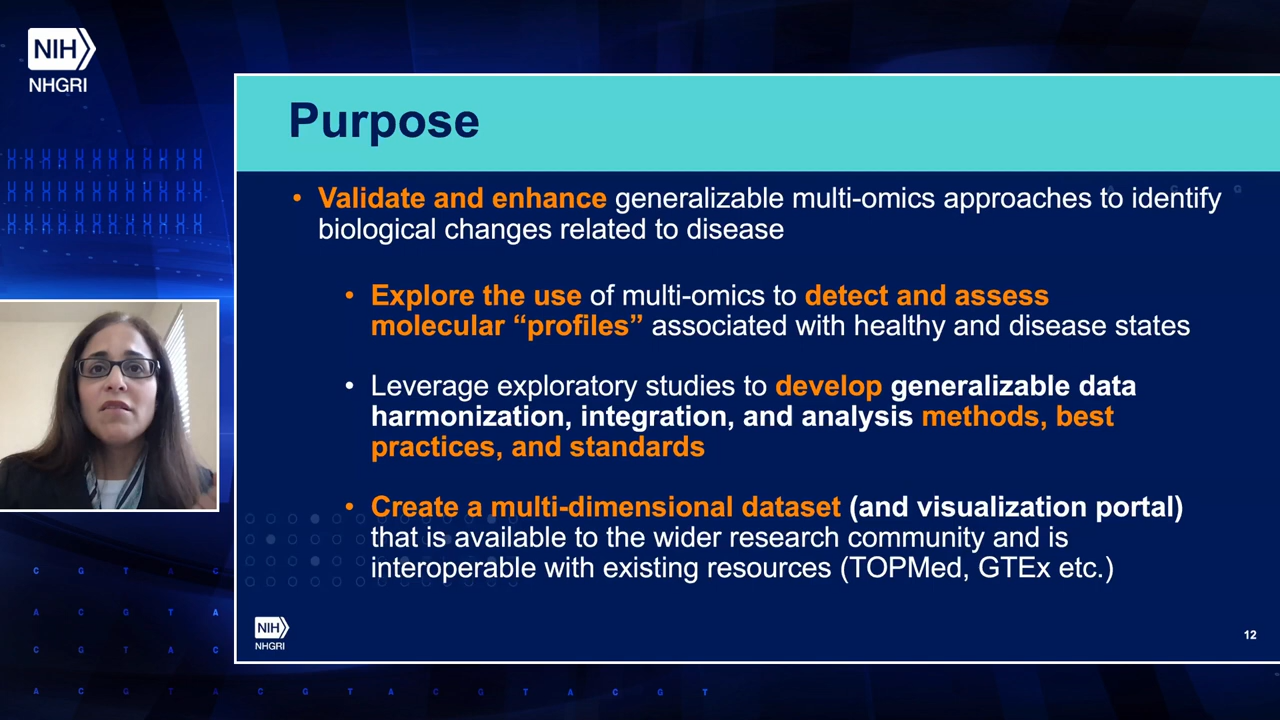 NIH
NHGRI
Purpose
• Validate and enhance generalizable multi-omics approaches to identify
biological changes related to disease
• Explore the use of multi-omics to detect and assess
molecular “profiles” associated with healthy and disease states
• Leverage exploratory studies to develop generalizable data
harmonization, integration, and analysis methods, best
practices, and standards
• Create a multi-dimensional dataset (and visualization portal)
that is available to the wider research community and is
interoperable with existing resources (TOPMed, GTEx etc.)
NIH
NHGRI
12
C G T A C
A C G T A
C G T A C
A C G T A C G T A C G T A C G T